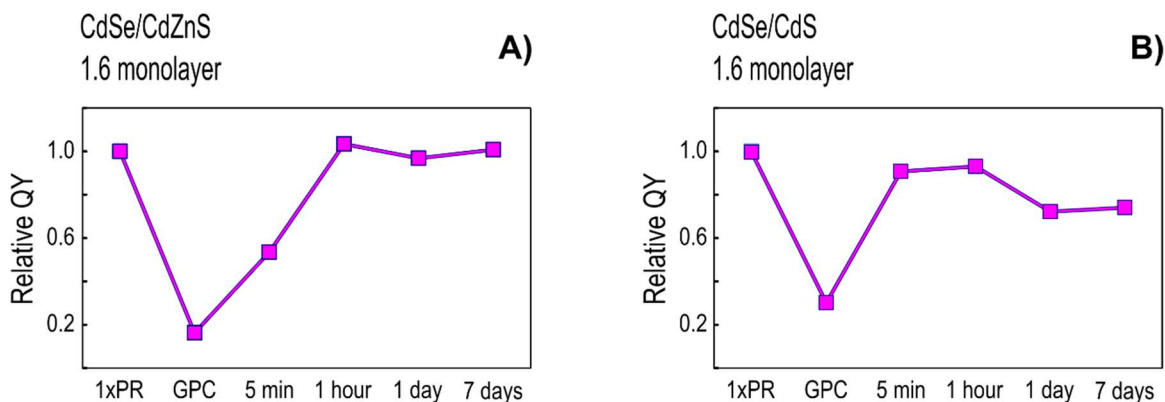 CdSe/CdZnS
1.6 monolayer
A)
Relative QY
1.0
0.6
0.2
1xPR GPC 5 min 1 hour 1 day 7 days
CdSe/CdS
1.6 monolayer
B)
Relative QY
1.0
0.6
0.2
1xPR GPC 5 min 1 hour 1 day 7 days